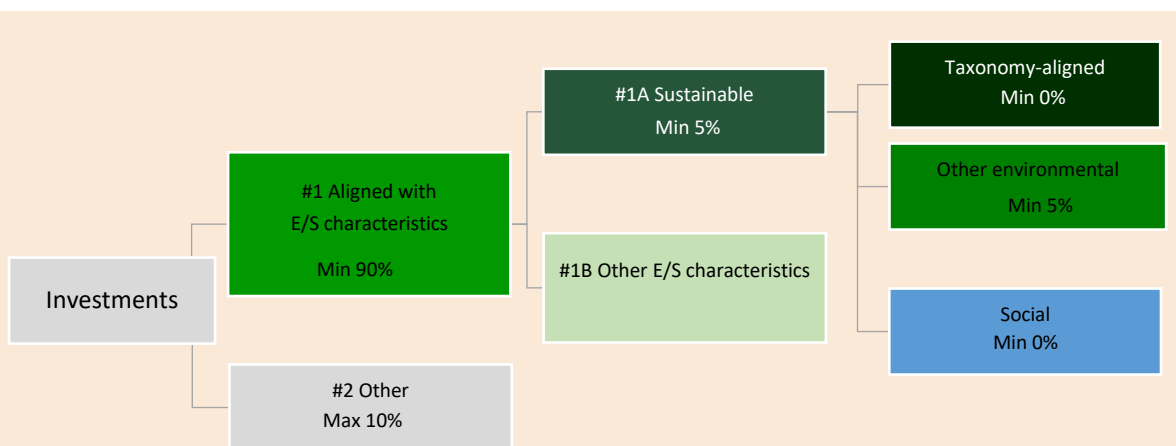 Investments
#1 Aligned with
E/S characteristics
Min 90%
#2 Other
Max 10%
#1A Sustainable
Min 5%
#1B Other E/S characteristics
Taxonomy-aligned
Min 0%
Other environmental
Min 5%
Social
Min 0%